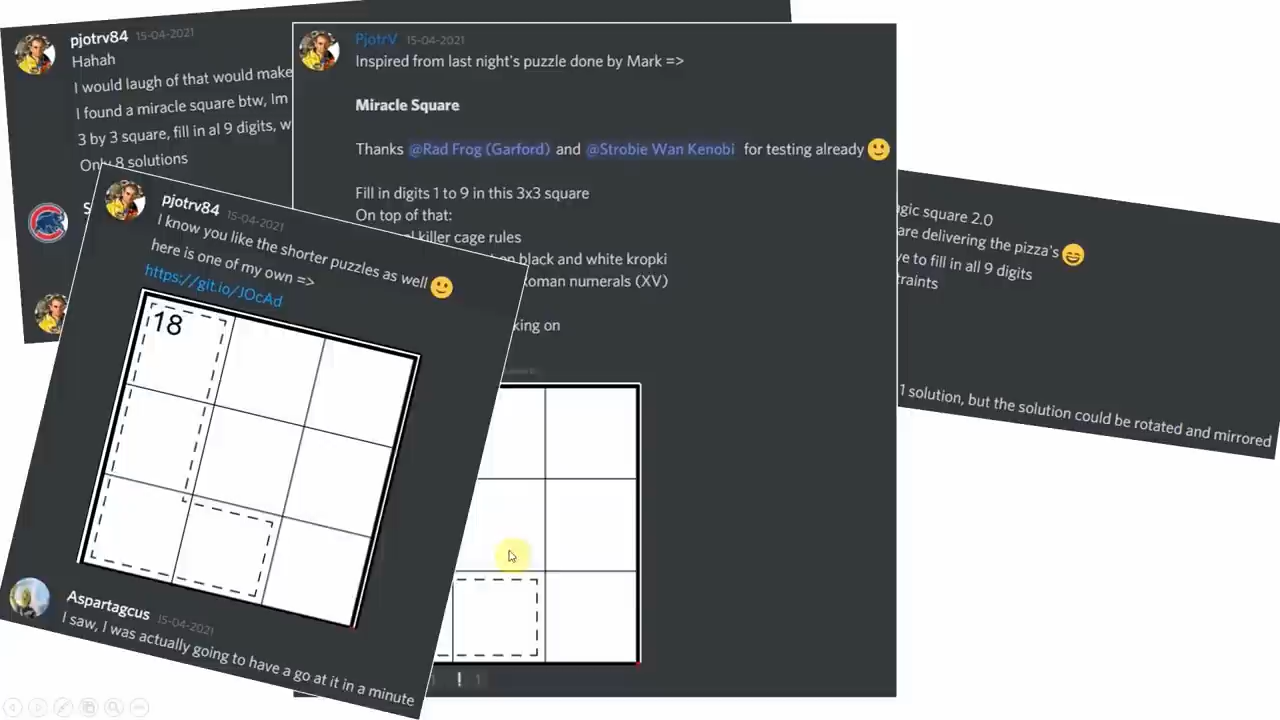 pjotrv84 15-04-2021
Hahah
I would laugh of that would make
I found a miracle square btw, Im
3 by 3 square, fill in al 9 digits, w
Only 8 solutions
S
PjotrV 15-04-2021
Inspired from last night's puzzle done by Mark =>
Miracle Square
Thanks @Rad Frog (Garford) and @Strobie Wan Kenobi for testing already
Fill in digits 1 to 9 in this 3x3 square
On top of that:
killer cage rules
on black and white kropki
Roman numerals (XV)
king on
1
pjotrv84 15-04-2021
I know you like the shorter puzzles as well
here is one of my own =>
https://git.io/JOcAd
18
Aspartagcus 15-04-2021
I saw, I was actually going to have a go at it in a minute
agic square 2.0
are delivering the pizza's
ve to fill in all 9 digits
traints
1 solution, but the solution could be rotated and mirrored